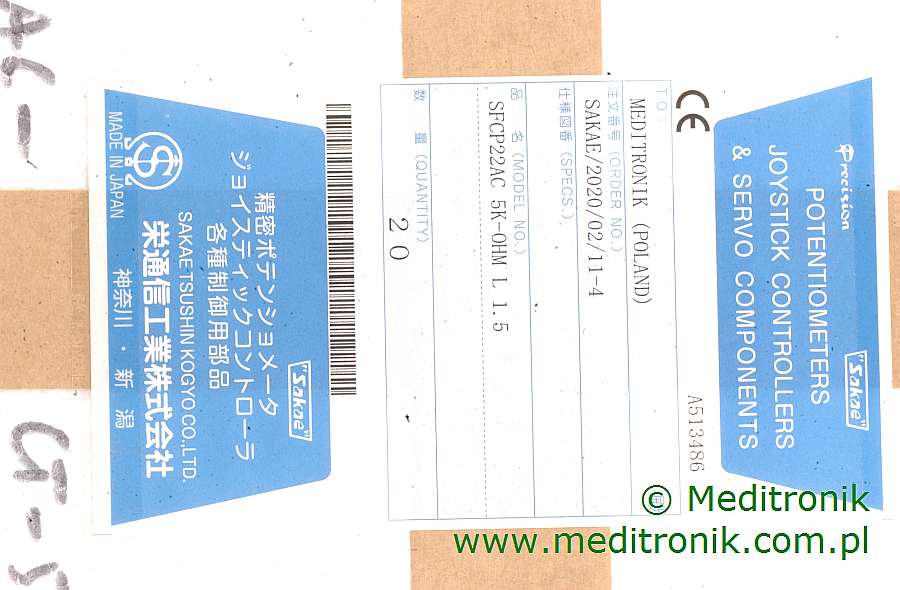 "Sakae"
Precision
POTENTIOMETERS
JOYSTICK CONTROLLERS
& SERVO COMPONENTS
CE
A513486
TO:
MEDITRONIK (POLAND)
注文番号 (ORDER NO.)
SAKAE/2020/02/11-4
仕様図番 (SPECS.)
品 名 (MODEL NO.)
SFCP22AC 5K-OHM L 1.5
数 量 (QUANTITY)
20
"Sakae"
精密ポテンショメータ
ジョイスティックコントローラ
各種制御用部品
SAKAE TSUSHIN KOGYO CO.,LTD.
栄通信工業株式会社
神奈川・新潟
MADE IN JAPAN
© Meditronik
www.meditronik.com.pl